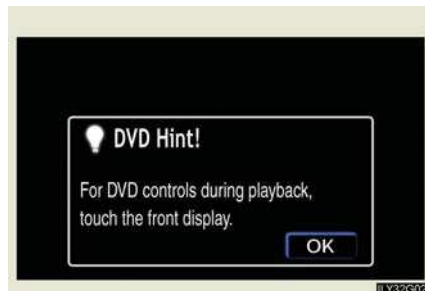 DVD Hint!
For DVD controls during playback,
touch the front display.
OK